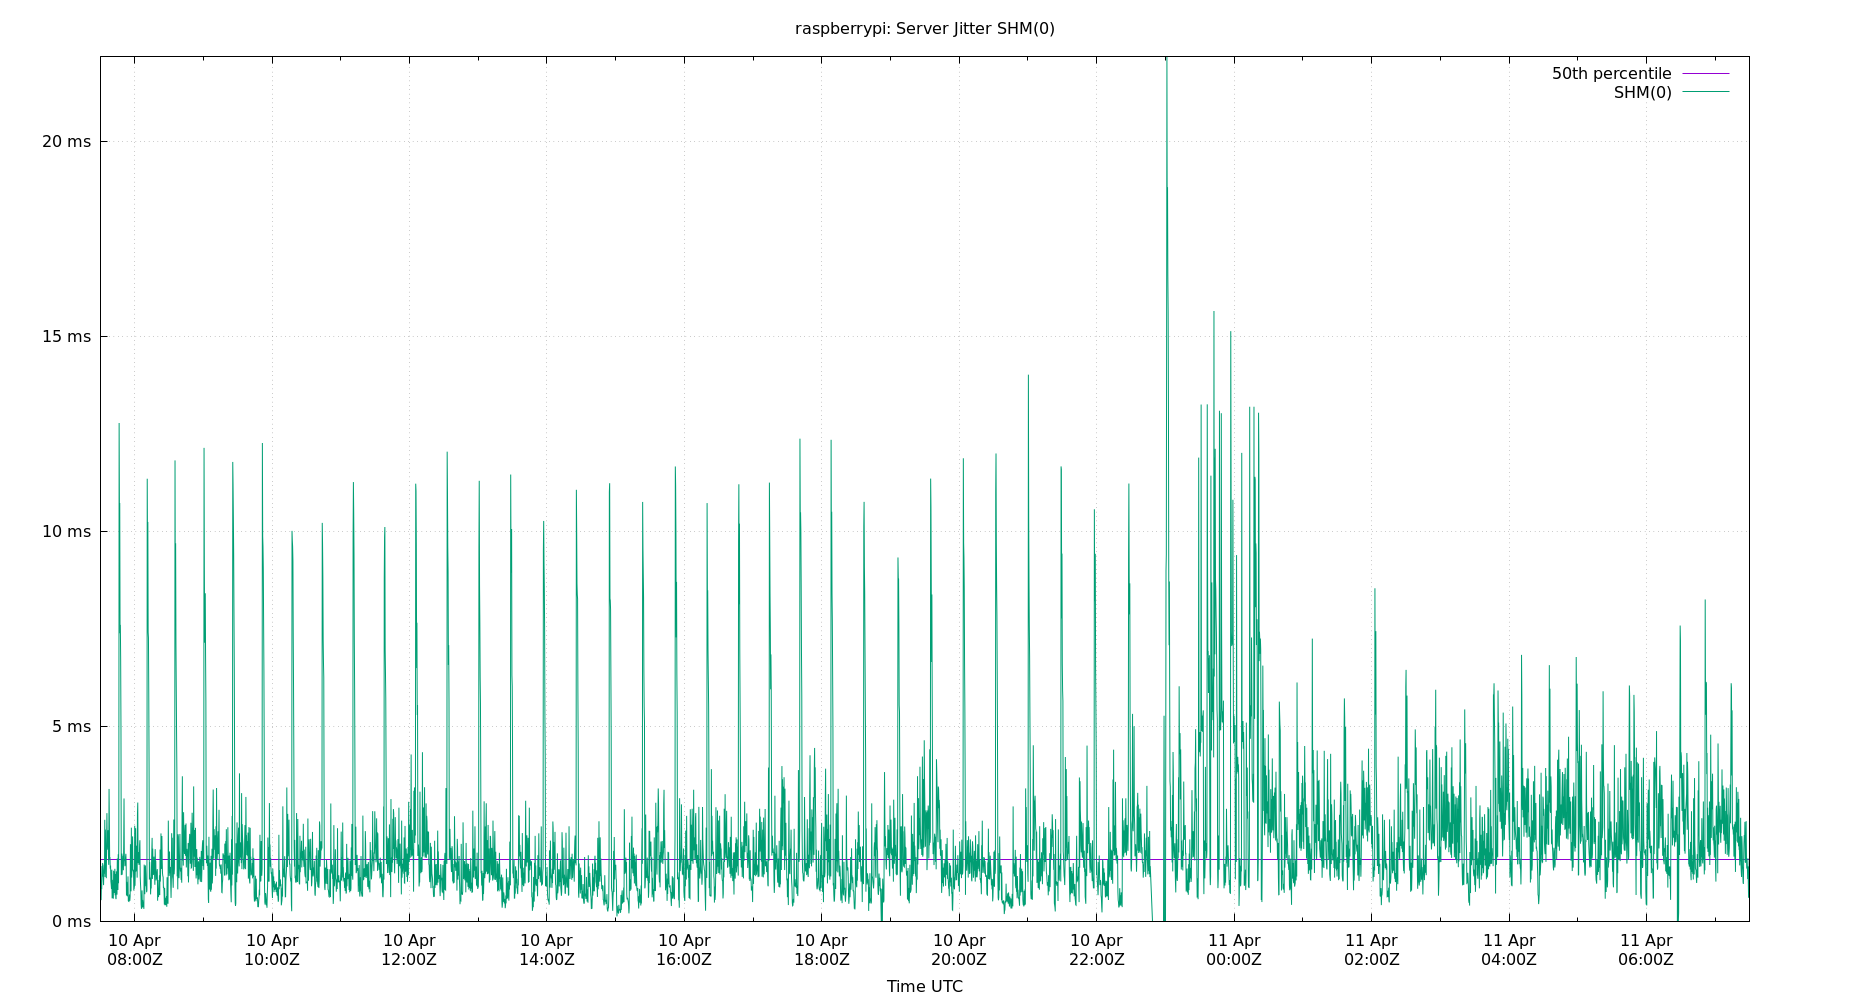 raspberrypi: Server Jitter SHM(0)
50th percentile
SHM(0)
20 ms
15 ms
10 ms
5 ms
0 ms
10 Apr 10 Apr 10 Apr 10 Apr 10 Apr 10 Apr 10 Apr 10 Apr 11 Apr 11 Apr 11 Apr 11 Apr
08:00Z 10:00Z 12:00Z 14:00Z 16:00Z 18:00Z 20:00Z 22:00Z 00:00Z 02:00Z 04:00Z 06:00Z
Time UTC